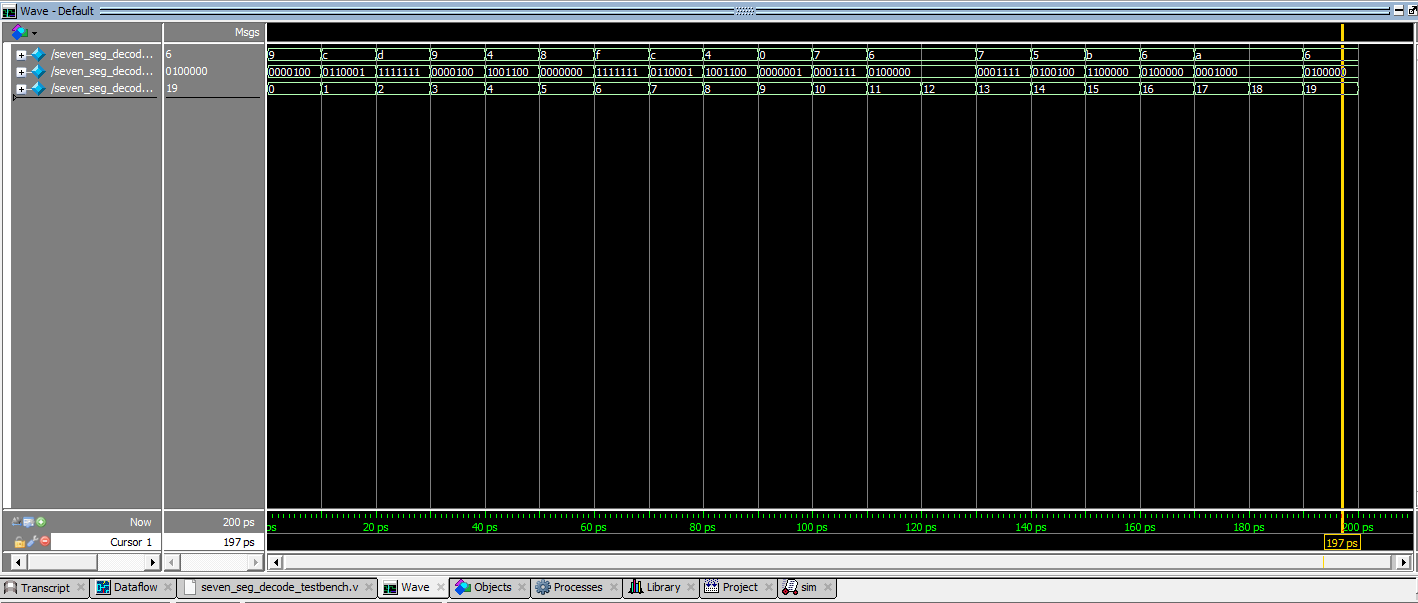 Wave - Default
Msgs
/seven_seg_decod... 6 9 c d 9 4 8 f c 4 0 7 6 7 5 b 6 a 6
/seven_seg_decod... 0100000 0000100 0110001 1111111 0000100 1001100 0000000 1111111 0110001 1001100 0000001 0001111 0100000 0001111 0100100 1100000 0100000 0001000 0100000
/seven_seg_decod... 19 0 1 2 3 4 5 6 7 8 9 10 11 12 13 14 15 16 17 18 19
Now 200 ps ps 20 ps 40 ps 60 ps 80 ps 100 ps 120 ps 140 ps 160 ps 180 ps 200 ps
Cursor 1 197 ps 197 ps
Transcript Dataflow seven_seg_decode_testbench.v Wave Objects Processes Library Project sim